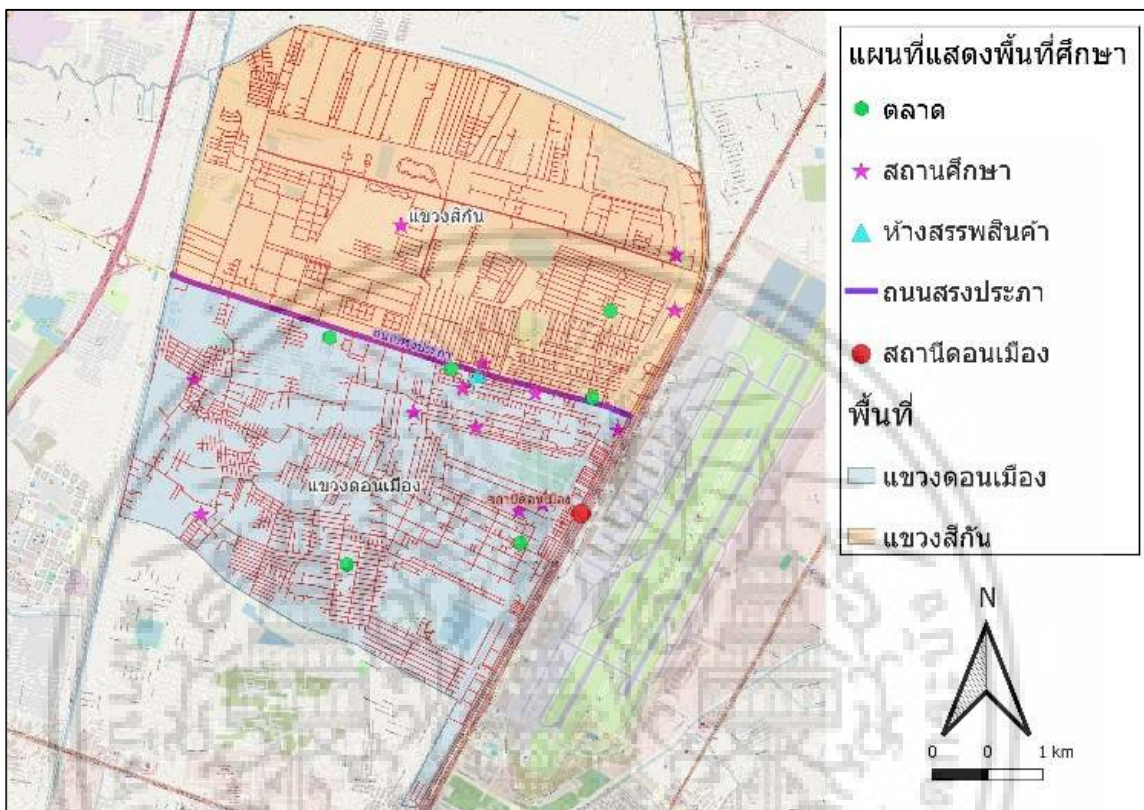 แผนที่แสดงพื้นที่ศึกษา
ตลาด
สถานศึกษา
ห้างสรรพสินค้า
ถนนสรงประภา
สถานีดอนเมือง
พื้นที่
แขวงดอนเมือง
แขวงสีกัน
แขวงสีกัน
ถนนสรงประภา
แขวงดอนเมือง
สถานีดอนเมือง
N
0 0 1 km